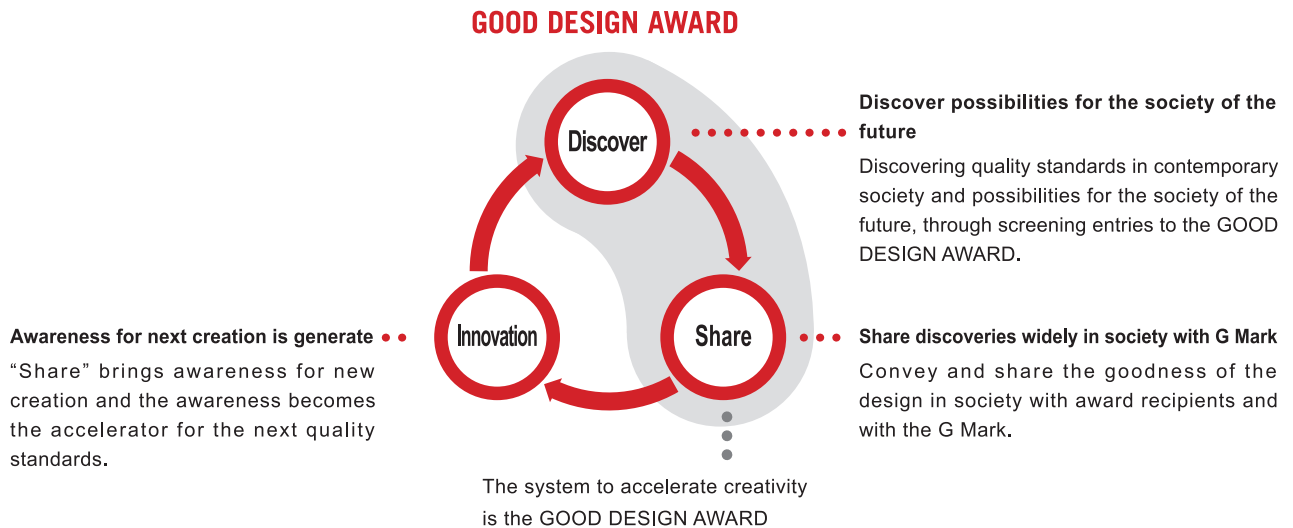 GOOD DESIGN AWARD
Discover
Discover possibilities for the society of the
future
Discovering quality standards in contemporary
society and possibilities for the society of the
future, through screening entries to the GOOD
DESIGN AWARD.
Innovation
Share
Awareness for next creation is generate
“Share” brings awareness for new
creation and the awareness becomes
the accelerator for the next quality
standards.
Share discoveries widely in society with G Mark
Convey and share the goodness of the
design in society with award recipients and
with the G Mark.
The system to accelerate creativity
is the GOOD DESIGN AWARD